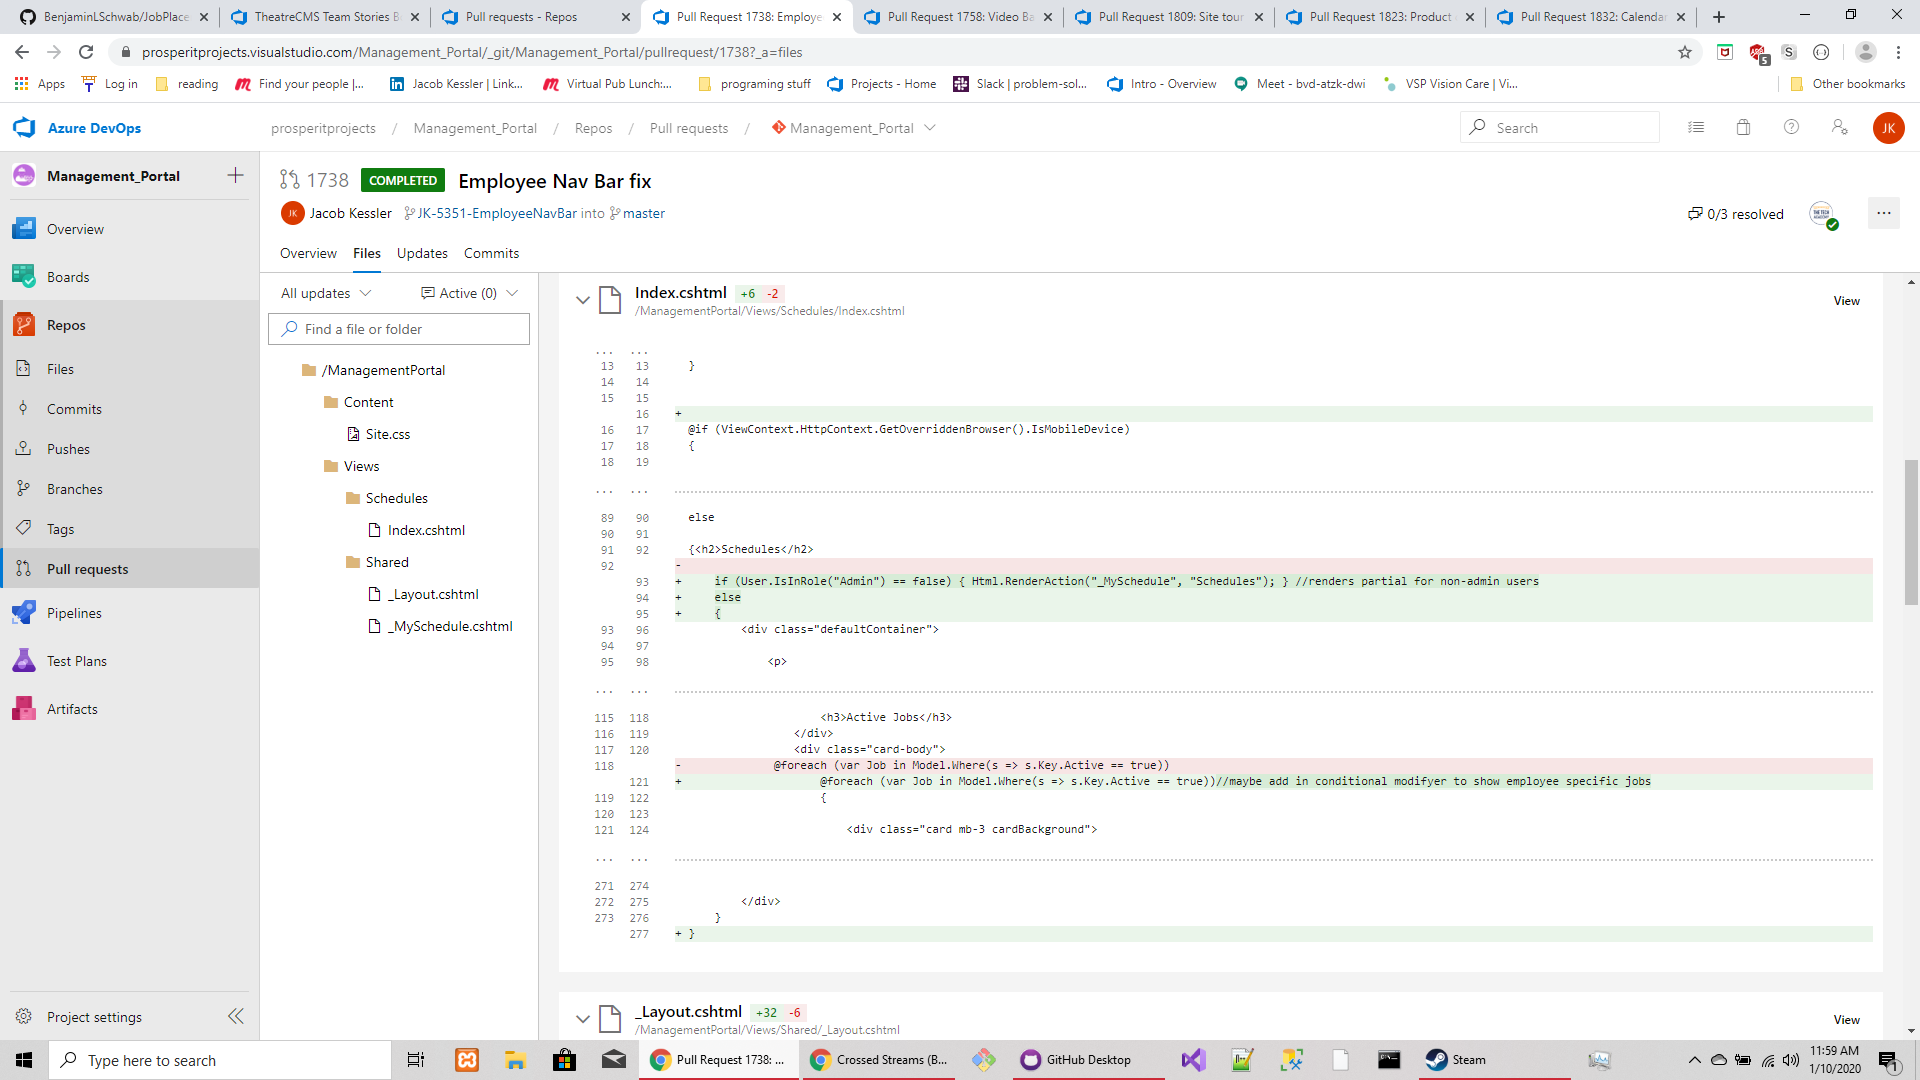 BenjaminLSchwab/JobPlace
TheatreCMS Team Stories B
Pull requests - Repos
Pull Request 1738: Employe
Pull Request 1758: Video Ba
Pull Request 1809: Site tour
Pull Request 1823: Product
Pull Request 1832: Calendar
prosperitprojects.visualstudio.com/Management_Portal/_git/Management_Portal/pullrequest/1738?_a=files
Apps
Log in
reading
Find your people |...
Jacob Kessler | Link...
Virtual Pub Lunch:...
programing stuff
Projects - Home
Slack | problem-sol...
Intro - Overview
Meet - bvd-atzk-dwi
VSP Vision Care | Vi...
Other bookmarks
Azure DevOps
prosperitprojects / Management_Portal / Repos / Pull requests / Management_Portal
Search
JK
Management_Portal
Overview
Boards
Repos
Files
Commits
Pushes
Branches
Tags
Pull requests
Pipelines
Test Plans
Artifacts
Project settings
1738 COMPLETED Employee Nav Bar fix
JK Jacob Kessler JK-5351-EmployeeNavBar into master
0/3 resolved
Overview Files Updates Commits
All updates
Active (0)
Find a file or folder
/ManagementPortal
Content
Site.css
Views
Schedules
Index.cshtml
Shared
_Layout.cshtml
_MySchedule.cshtml
Index.cshtml +6 -2
/ManagementPortal/Views/Schedules/Index.cshtml
View
... ...
13 13 }
14 14
15 15
16 +
16 17 @if (ViewContext.HttpContext.GetOverriddenBrowser().IsMobileDevice)
17 18 {
18 19
... ...
89 90 else
90 91
91 92 {<h2>Schedules</h2>
92 -
93 + if (User.IsInRole("Admin") == false) { Html.RenderAction("_MySchedule", "Schedules"); } //renders partial for non-admin users
94 + else
95 + {
93 96 <div class="defaultContainer">
94 97
95 98 <p>
... ...
115 118 <h3>Active Jobs</h3>
116 119 </div>
117 120 <div class="card-body">
118 - @foreach (var Job in Model.Where(s => s.Key.Active == true))
121 + @foreach (var Job in Model.Where(s => s.Key.Active == true))//maybe add in conditional modifyer to show employee specific jobs
119 122 {
120 123
121 124 <div class="card mb-3 cardBackground">
... ...
271 274
272 275 </div>
273 276 }
277 + }
_Layout.cshtml +32 -6
/ManagementPortal/Views/Shared/_Layout.cshtml
View
Type here to search
Pull Request 1738: ...
Crossed Streams (B...
GitHub Desktop
Steam
11:59 AM
1/10/2020